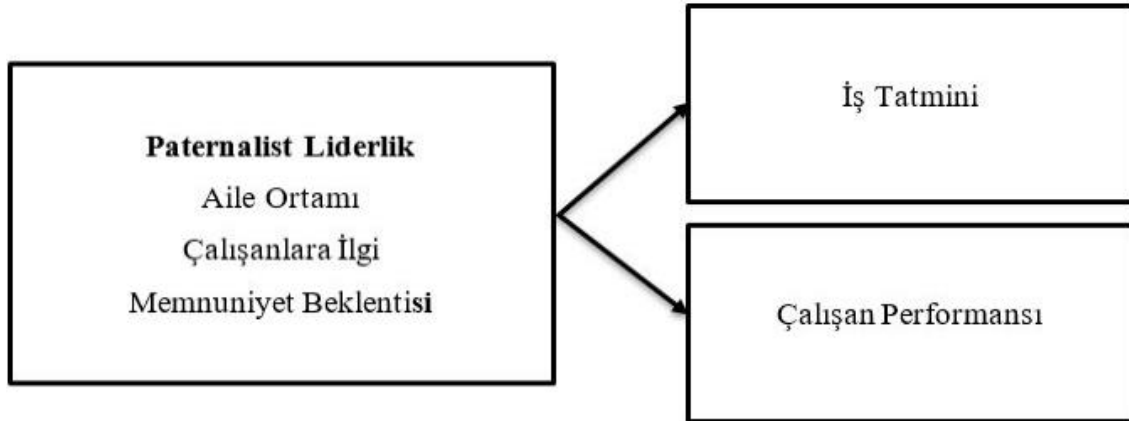 Paternalist Liderlik
Aile Ortamı
Çalışanlara İlgi
Memnuniyet Beklentisi
İş Tatmini
Çalışan Performansı